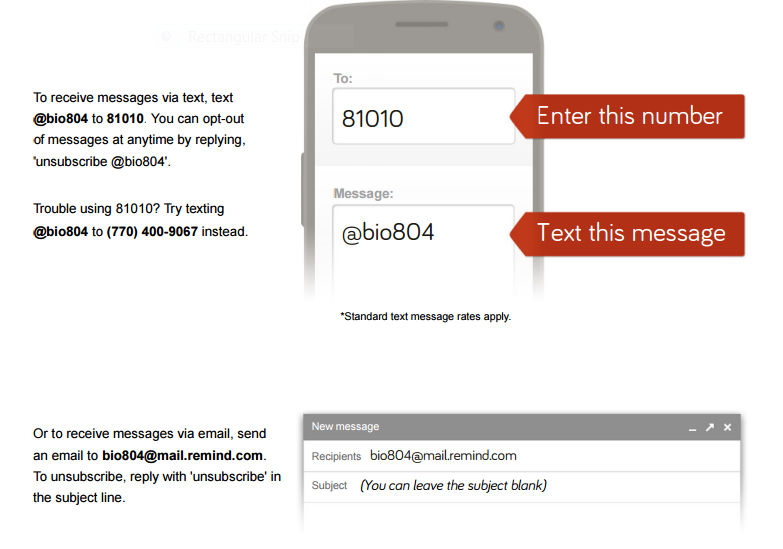 Rectangular Snip
To receive messages via text, text
@bio804 to 81010. You can opt-out
of messages at anytime by replying,
'unsubscribe @bio804'.
Trouble using 81010? Try texting
@bio804 to (770) 400-9067 instead.
To:
81010
Enter this number
Message:
@bio804
Text this message
*Standard text message rates apply.
Or to receive messages via email, send
an email to bio804@mail.remind.com.
To unsubscribe, reply with 'unsubscribe' in
the subject line.
New message
Recipients bio804@mail.remind.com
Subject (You can leave the subject blank)